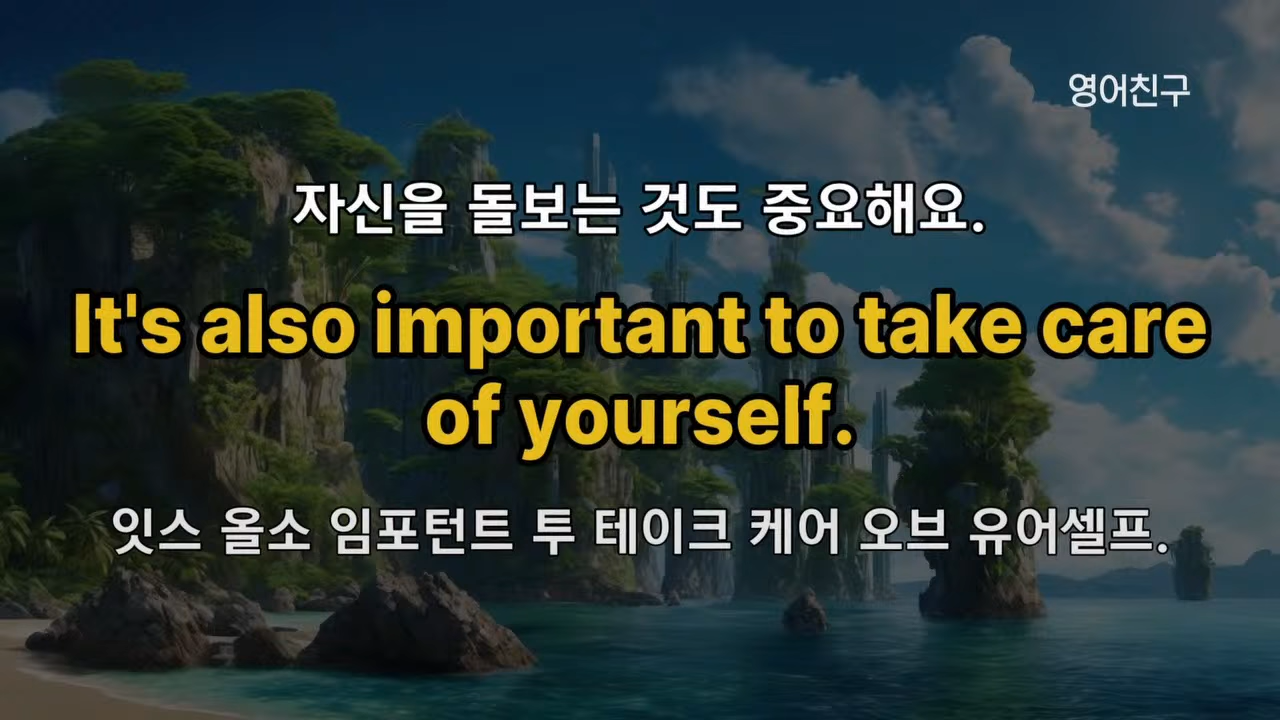 영어친구
자신을 돌보는 것도 중요해요.
It's also important to take care
of yourself.
잇스 올소 임포턴트 투 테이크 케어 오브 유어셀프.